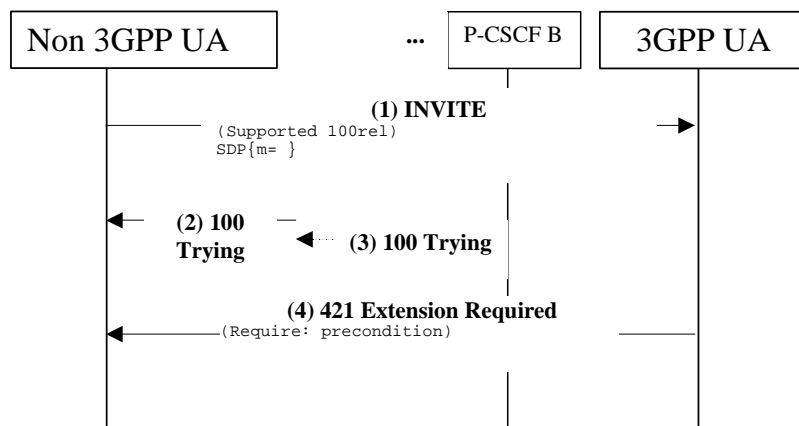 Non 3GPP UA
...
P-CSCF B
3GPP UA
(1) INVITE
(Supported 100rel)
SDP{m= }
(2) 100
Trying
(3) 100 Trying
(4) 421 Extension Required
(Require: precondition)